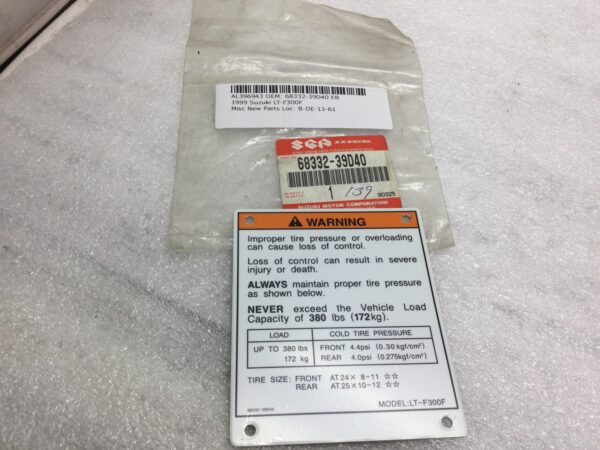 AL396943 OEM: 68332-39D40 EB
1999 Suzuki LT-F300F
Misc New Parts Loc: B-DE-13-61
SGP
68332-39D40
1 139 90325
SUZUKI MOTOR CORPORATION
WARNING
Improper tire pressure or overloading
can cause loss of control.
Loss of control can result in severe
injury or death.
ALWAYS maintain proper tire pressure
as shown below.
NEVER exceed the Vehicle Load
Capacity of 380 lbs (172kg).
LOAD COLD TIRE PRESSURE
UP TO 380 lbs FRONT 4.4psi (0.30kgf/cm²)
172 kg REAR 4.0psi (0.275kgf/cm²)
TIRE SIZE: FRONT AT24× 8-11 ☆☆
REAR AT25×10-12 ☆☆
68332-39D40 MODEL:LT-F300F